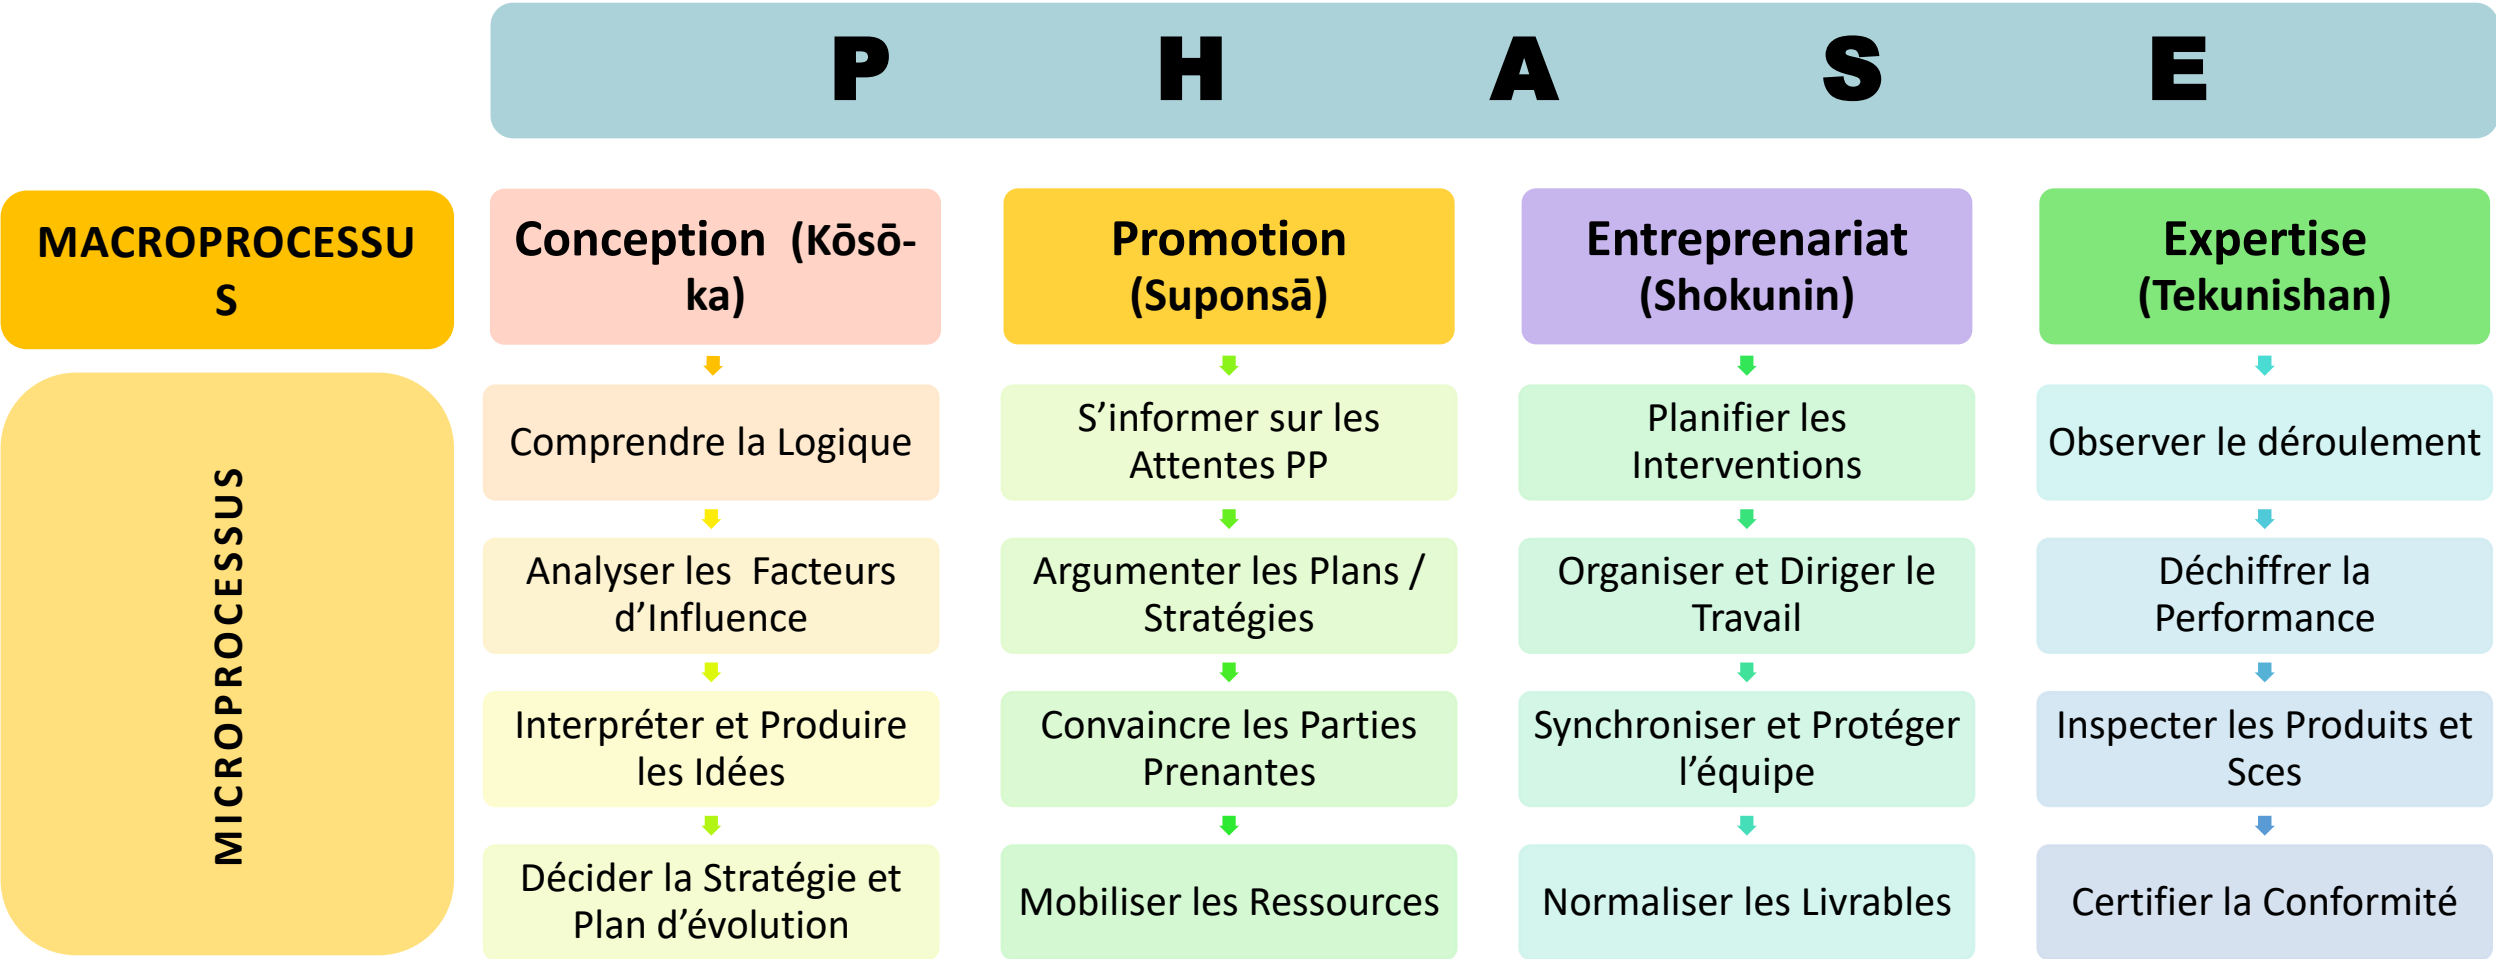 P H A S E
MACROPROCESSU
S
Conception (Kōsō-
ka)
Promotion
(Suponsā)
Entreprenariat
(Shokunin)
Expertise
(Tekunishan)
MICROPROCESSUS
Comprendre la Logique
Analyser les Facteurs
d’Influence
Interpréter et Produire
les Idées
Décider la Stratégie et
Plan d’évolution
S’informer sur les
Attentes PP
Argumenter les Plans /
Stratégies
Convaincre les Parties
Prenantes
Mobiliser les Ressources
Planifier les
Interventions
Organiser et Diriger le
Travail
Synchroniser et Protéger
l’équipe
Normaliser les Livrables
Observer le déroulement
Déchiffrer la
Performance
Inspecter les Produits et
Sces
Certifier la Conformité